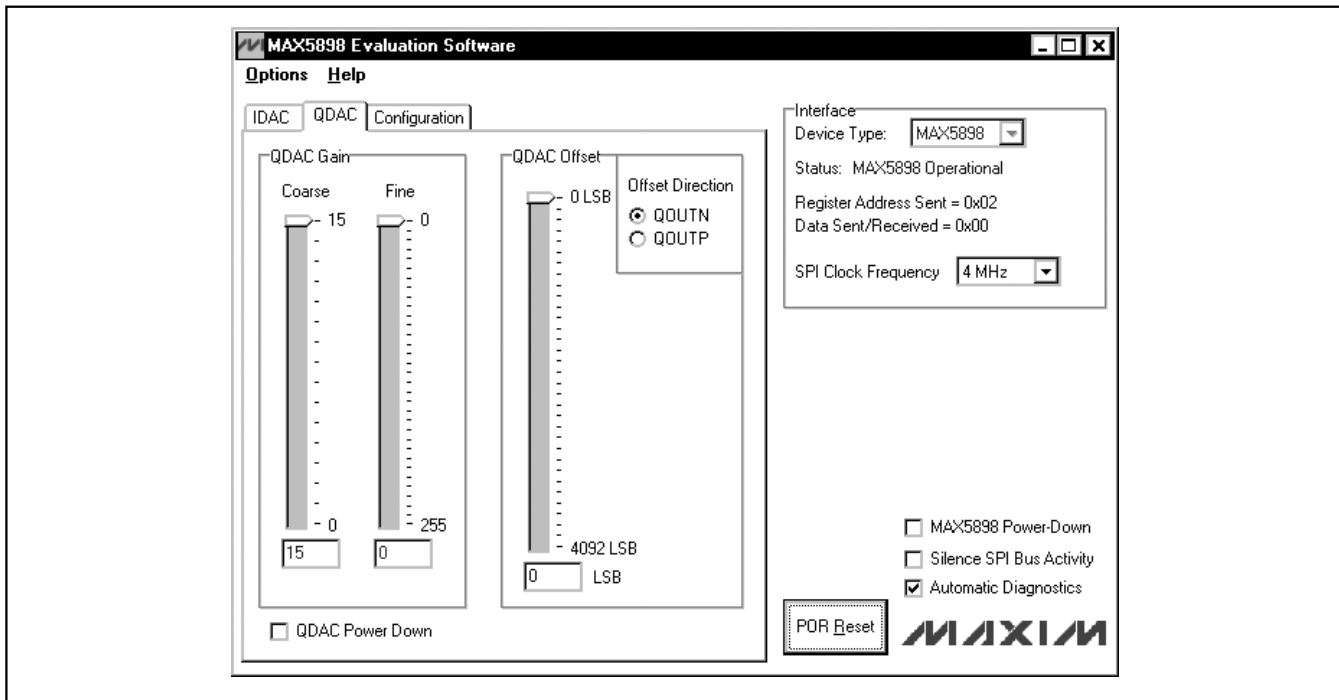 MAX5898 Evaluation Software
Options Help
IDAC QDAC Configuration
QDAC Gain
Coarse Fine
15 0
0 255
15 0
QDAC Offset
0 LSB
4092 LSB
0 LSB
Offset Direction
QOUTN
QOUTP
QDAC Power Down
Interface
Device Type: MAX5898
Status: MAX5898 Operational
Register Address Sent = 0x02
Data Sent/Received = 0x00
SPI Clock Frequency 4 MHz
MAX5898 Power-Down
Silence SPI Bus Activity
Automatic Diagnostics
POR Reset
MAXIM